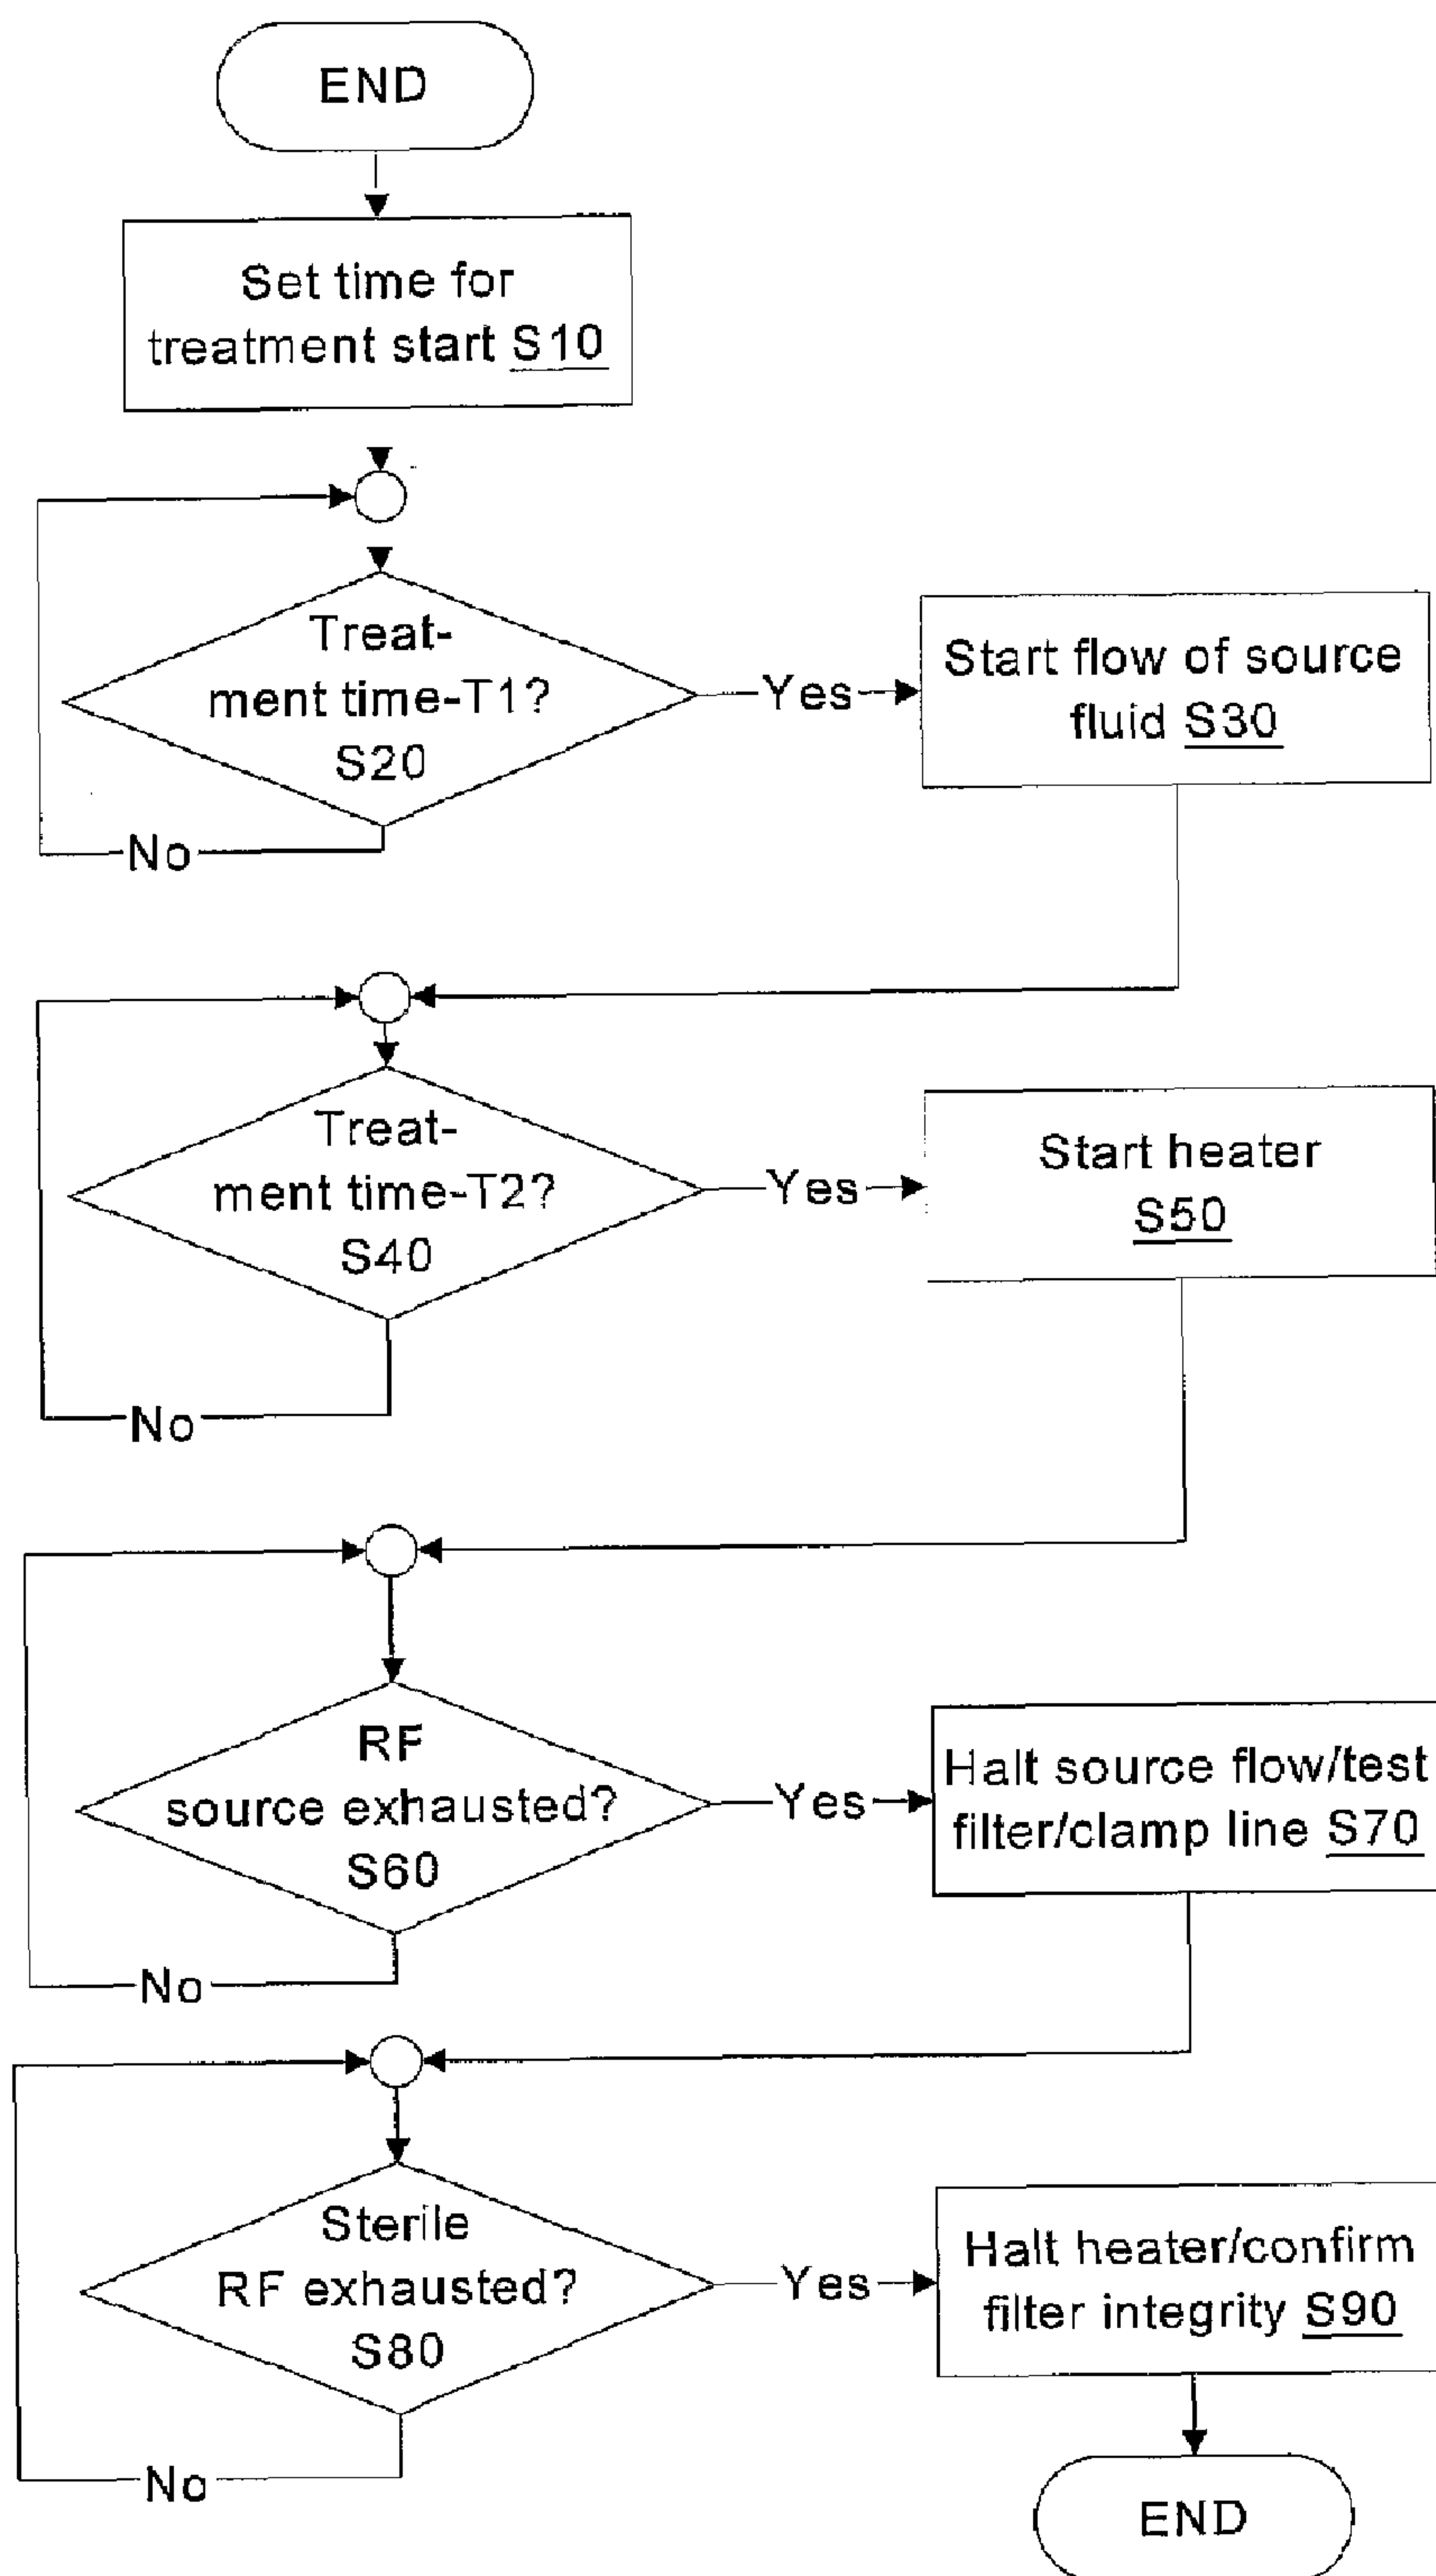 END
Set time for
treatment start S10
Treat-
ment time-T1?
S20
Yes
Start flow of source
fluid S30
No
Treat-
ment time-T2?
S40
Yes
Start heater
S50
No
RF
source exhausted?
S60
Yes
Halt source flow/test
filter/clamp line S70
No
Sterile
RF exhausted?
S80
Yes
Halt heater/confirm
filter integrity S90
No
END